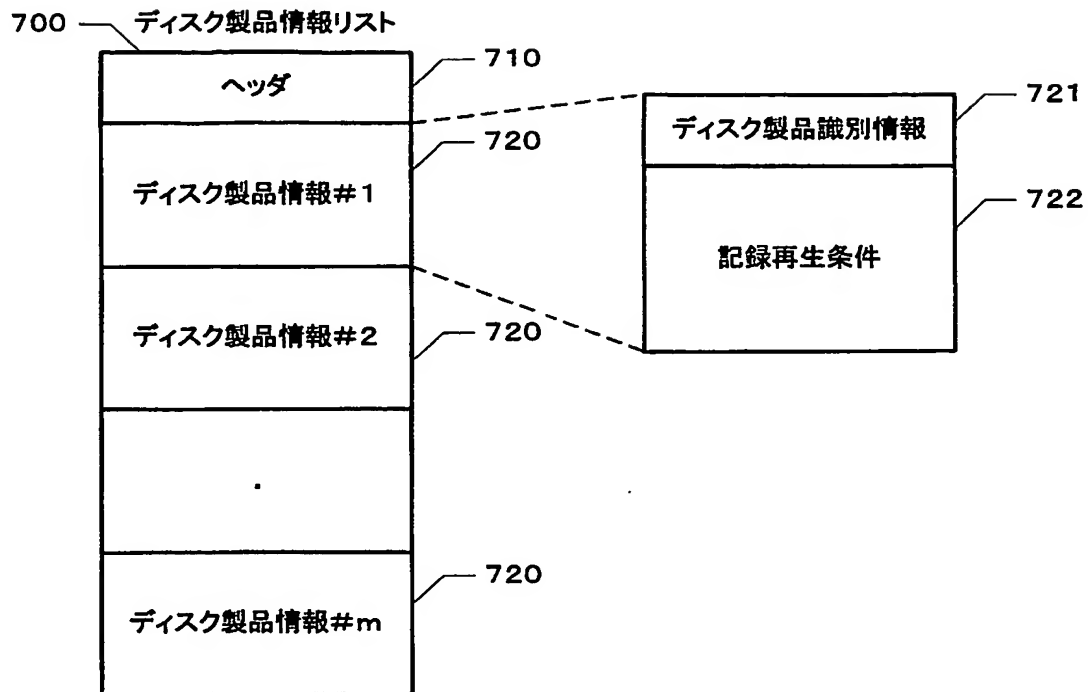 700
ディスク製品情報リスト
ヘッダ
710
ディスク製品情報#1
720
ディスク製品識別情報
721
記録再生条件
722
ディスク製品情報#2
720
.
ディスク製品情報#m
720